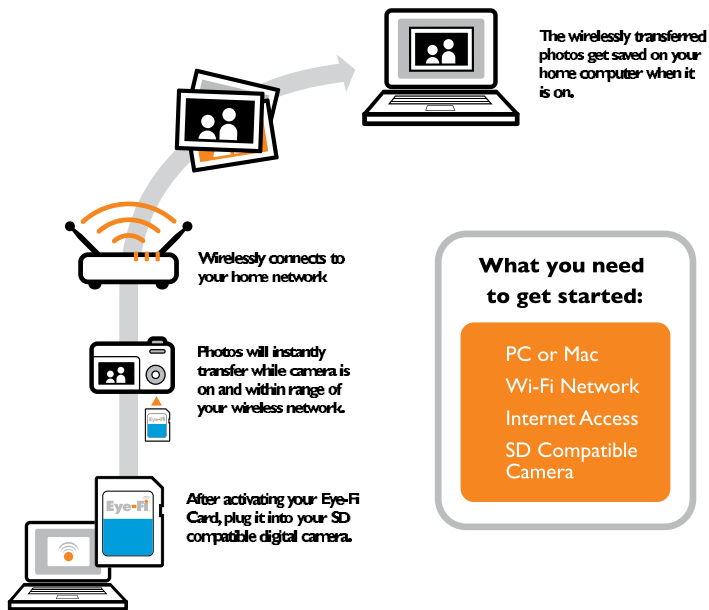 The wirelessly transferred
photos get saved on your
home computer when it
is on.
Wirelessly connects to
your home network
What you need
to get started:
PC or Mac
Wi-Fi Network
Internet Access
SD Compatible
Camera
Photos will instantly
transfer while camera is
on and within range of
your wireless network.
Eye-Fi
Eye-Fi
After activating your Eye-Fi
Card, plug it into your SD
compatible digital camera.